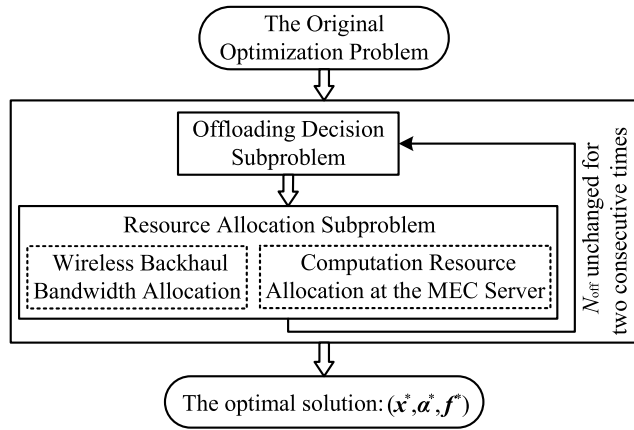 The Original
Optimization Problem
Offloading Decision
Subproblem
Resource Allocation Subproblem
Wireless Backhaul
Bandwidth Allocation
Computation Resource
Allocation at the MEC Server
N_off unchanged for
two consecutive times
The optimal solution: (x*,α*,f*)